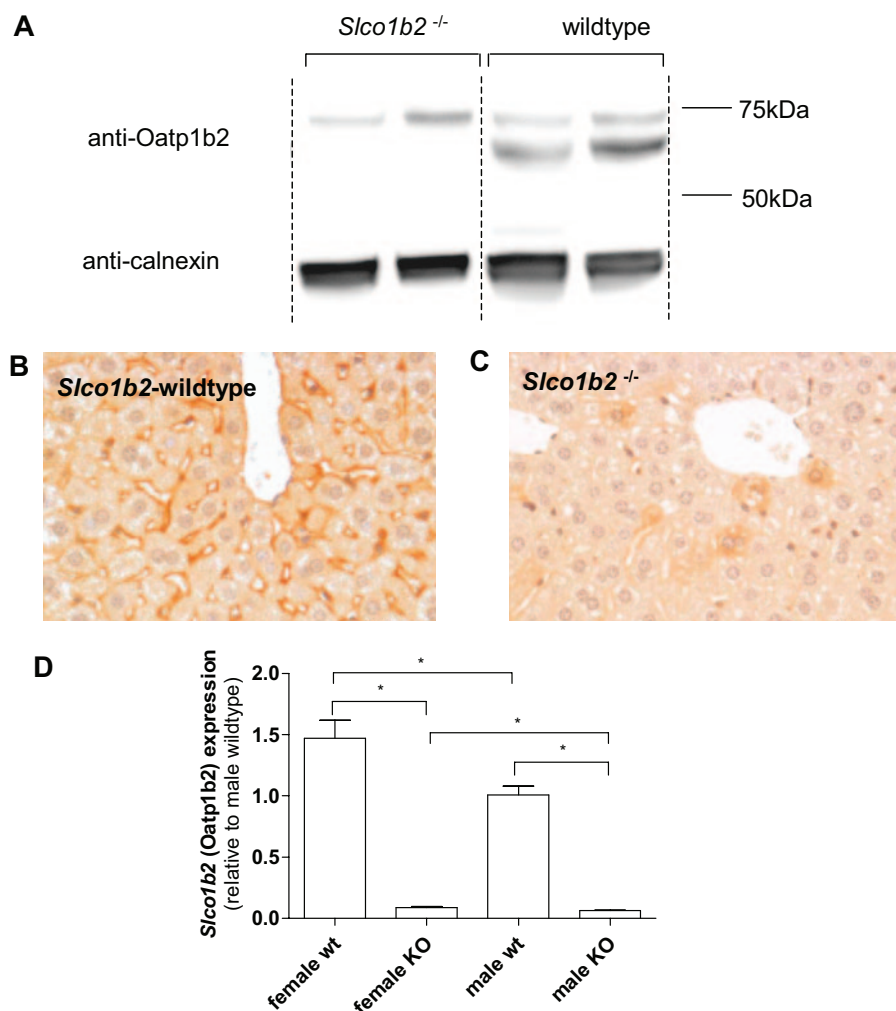 A
Slco1b2 -/-
wildtype
anti-Oatp1b2
75kDa
50kDa
anti-calnexin
B
Slco1b2-wildtype
C
Slco1b2 -/-
D
Slco1b2 (Oatp1b2) expression
(relative to male wildtype)
2.0
1.5
1.0
0.5
0.0
*
*
*
*
female wt
female KO
male wt
male KO